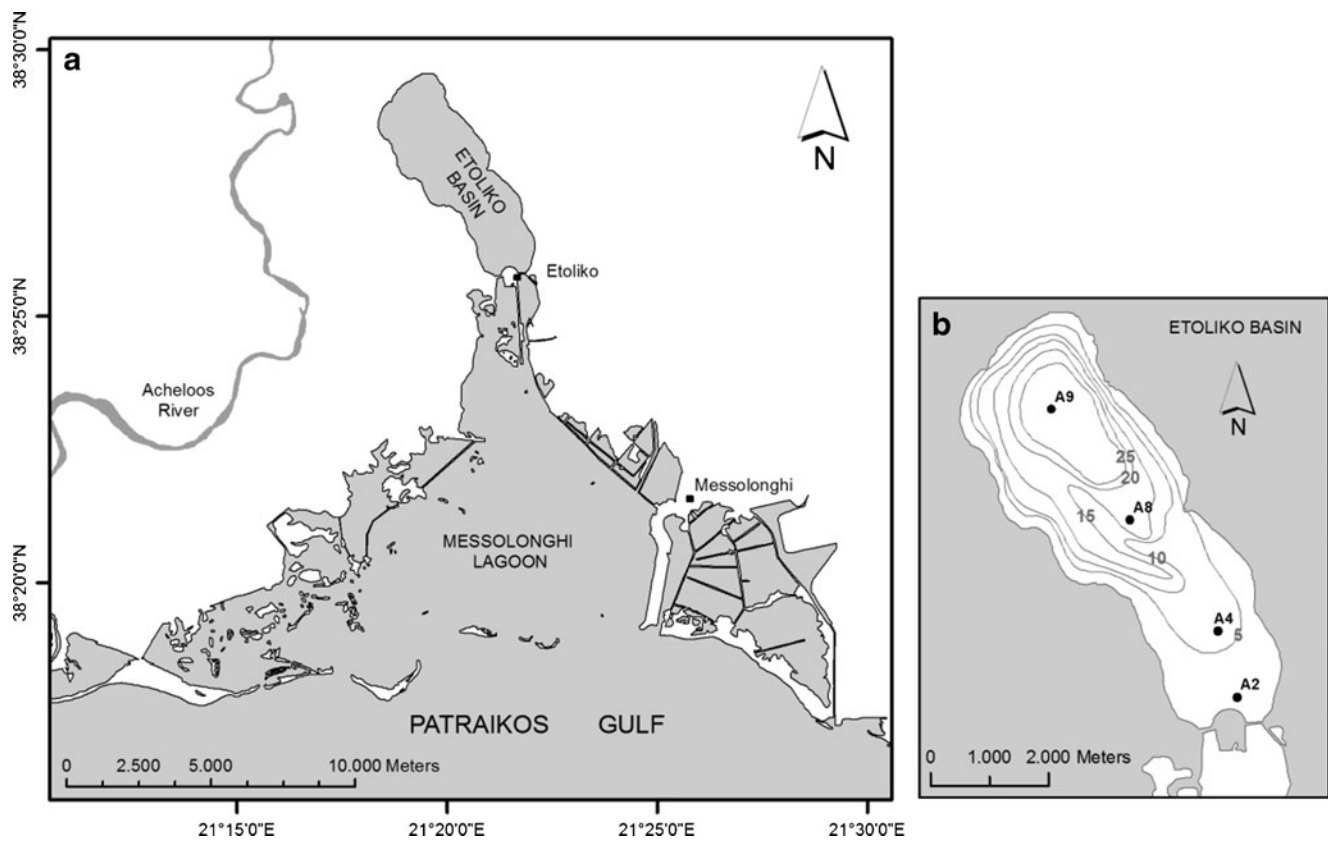 a
38°30'0"N
38°25'0"N
38°20'0"N
N
ETOLIKO
BASIN
Etoliko
Acheloos
River
Messolonghi
MESSOLONGHI
LAGOON
PATRAIKOS GULF
0 2.500 5.000 10.000 Meters
21°15'0"E 21°20'0"E 21°25'0"E 21°30'0"E
b
ETOLIKO BASIN
N
A9
25
20
A8
15
10
A4
5
A2
0 1.000 2.000 Meters